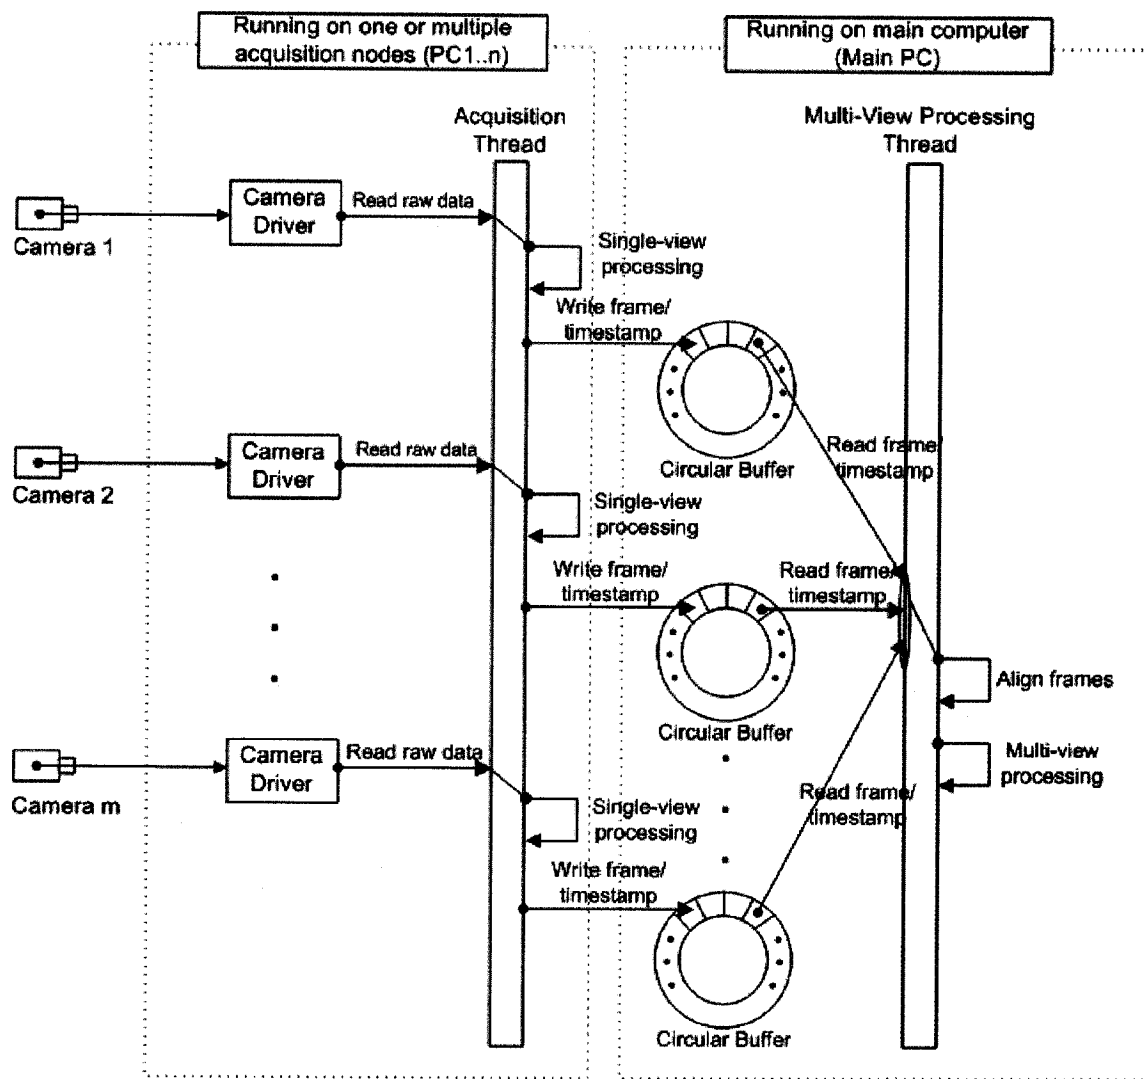 Running on one or multiple
acquisition nodes (PC1..n)
Running on main computer
(Main PC)
Acquisition
Thread
Multi-View Processing
Thread
Camera
Driver
Read raw data
Camera 1
Single-view
processing
Write frame/
timestamp
Circular Buffer
Read frame/
timestamp
Camera
Driver
Read raw data
Camera 2
Single-view
processing
Write frame/
timestamp
Circular Buffer
Read frame/
timestamp
Align frames
Multi-view
processing
Camera
Driver
Read raw data
Camera m
Single-view
processing
Write frame/
timestamp
Read frame/
timestamp
Circular Buffer